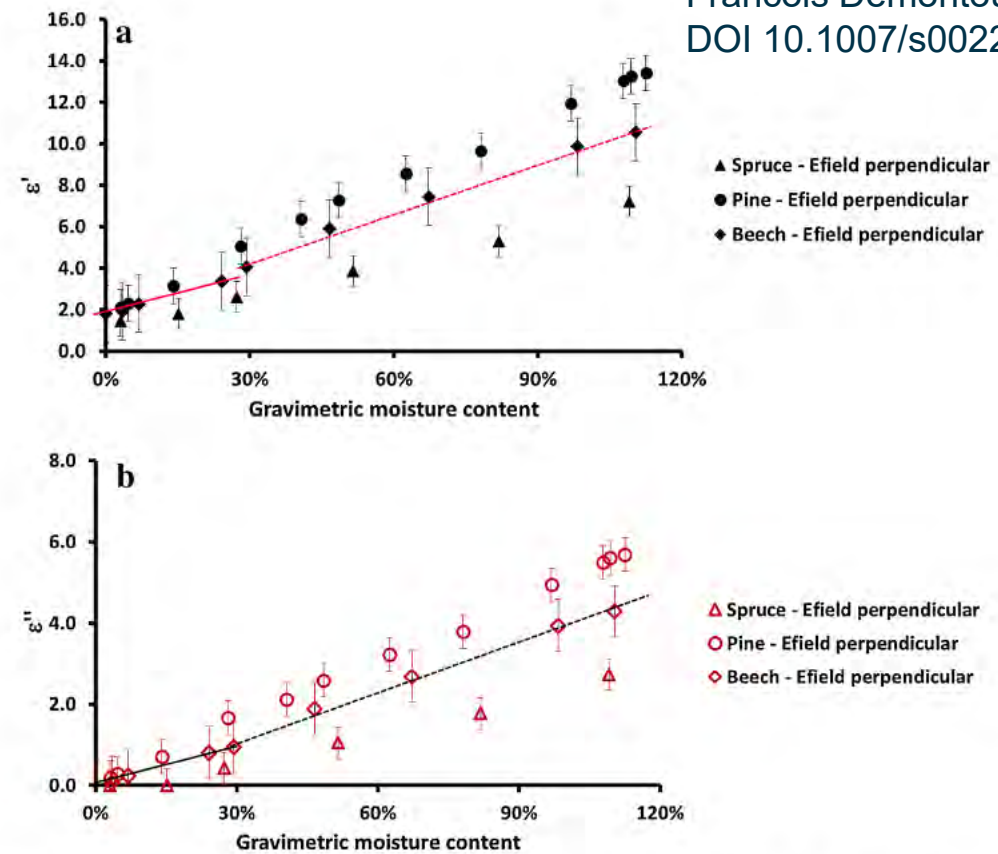 DOI 10.1007/s0022
a
16.0
14.0
12.0
10.0
8.0
6.0
4.0
2.0
0.0
ε'
0% 30% 60% 90% 120%
Gravimetric moisture content
Spruce - Efield perpendicular
Pine - Efield perpendicular
Beech - Efield perpendicular
b
8.0
6.0
4.0
2.0
0.0
ε"
0% 30% 60% 90% 120%
Gravimetric moisture content
Spruce - Efield perpendicular
Pine - Efield perpendicular
Beech - Efield perpendicular